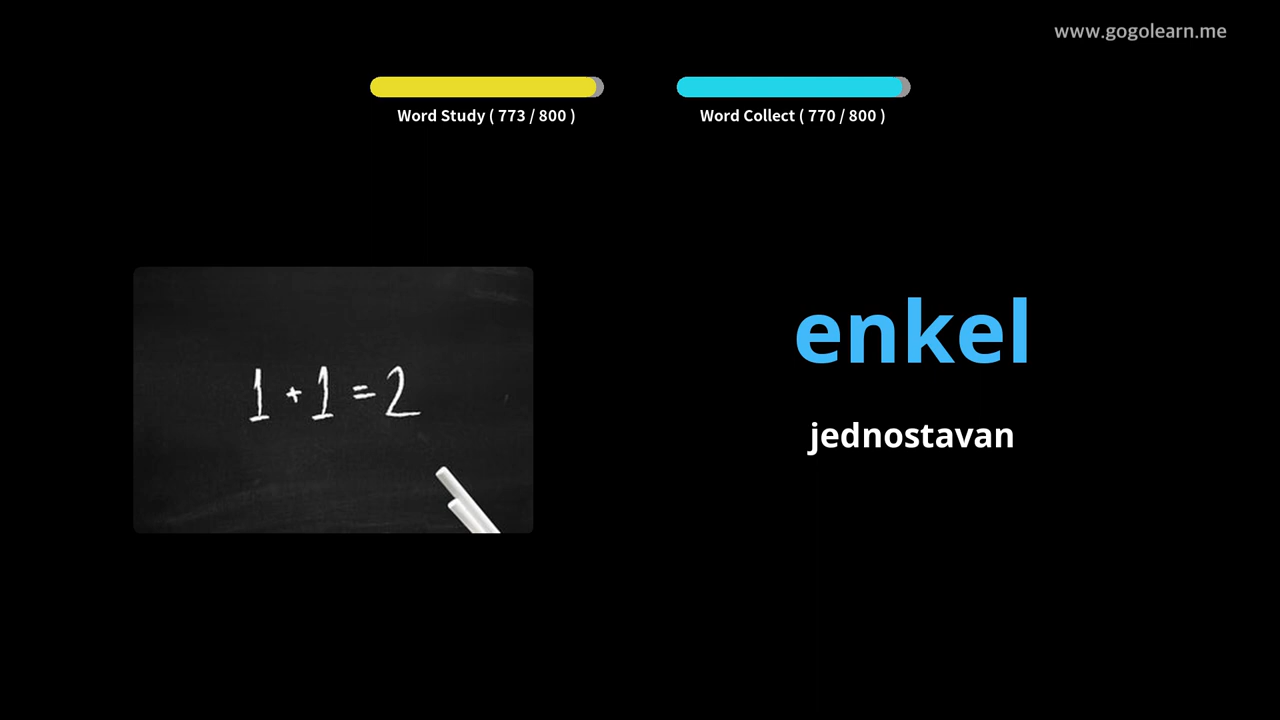 www.gogolearn.me
Word Study ( 773 / 800 )
Word Collect ( 770 / 800 )
1 + 1 = 2
enkel
jednostavan